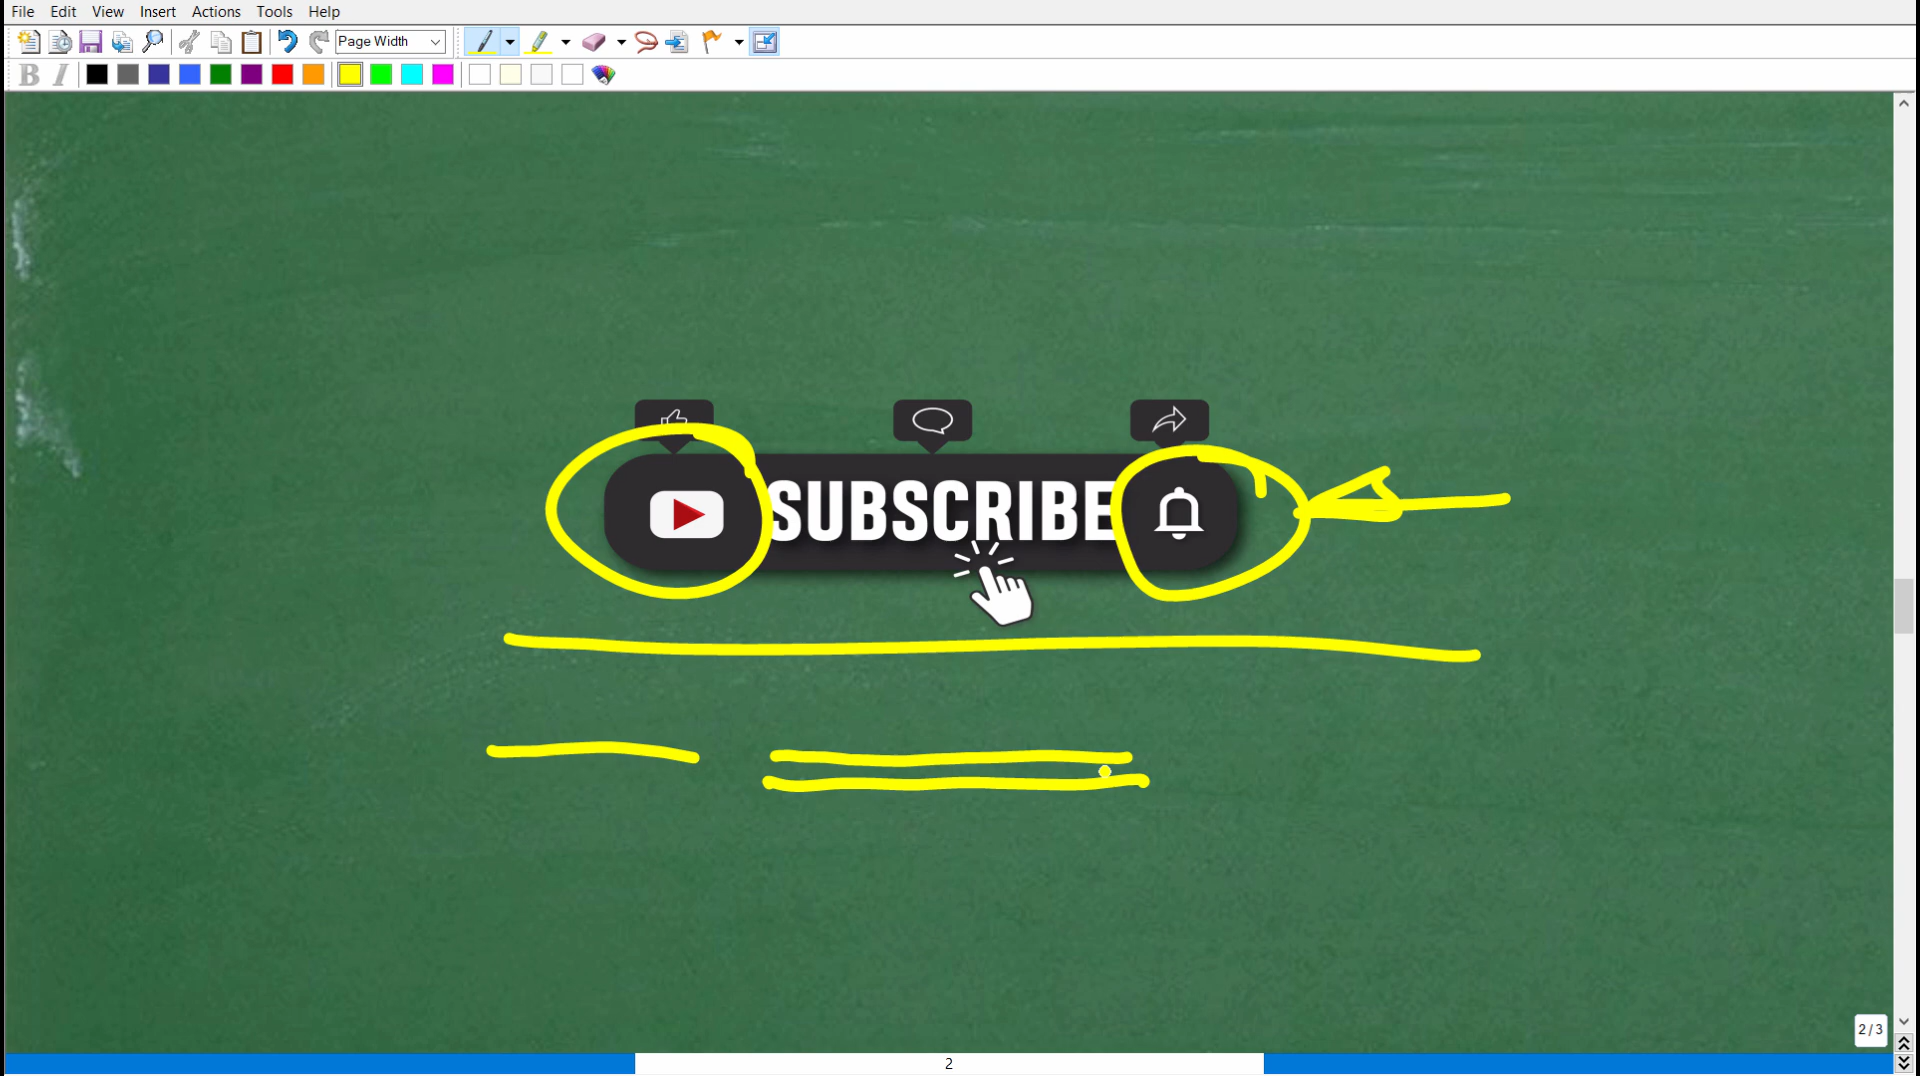 File Edit View Insert Actions Tools Help
Page Width
B I
SUBSCRIBE
2 / 3
2